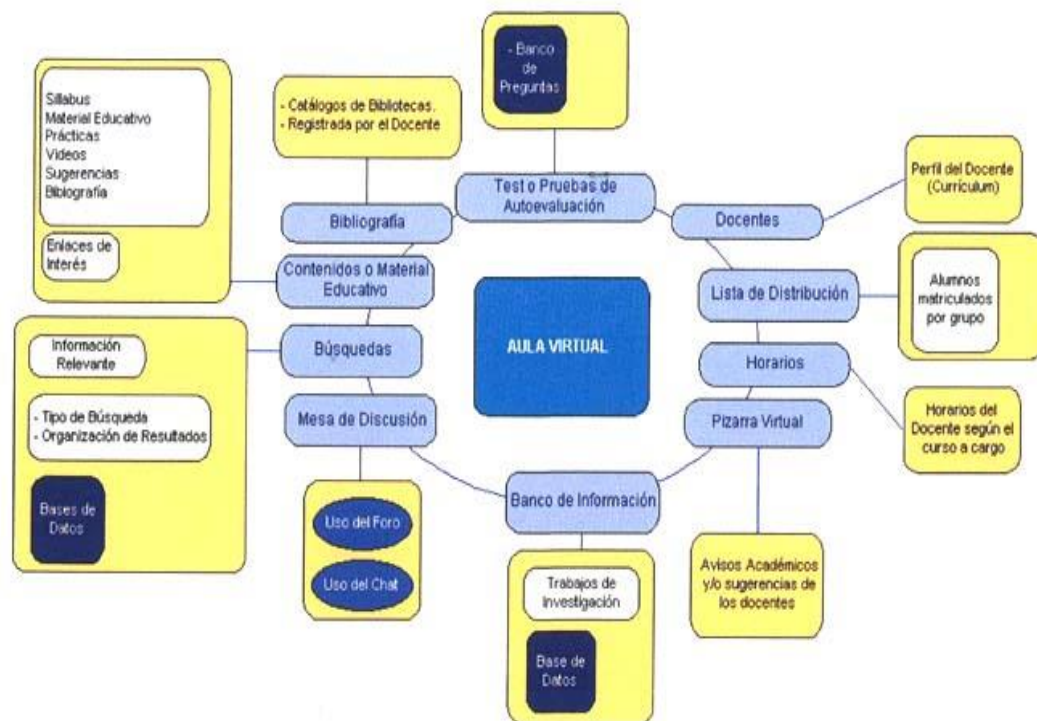 - Banco
de
Preguntas
Sillabus
Material Educativo
Prácticas
Videos
Sugerencias
Bibliografía
Enlaces de
Interés
- Catálogos de Bibliotecas.
- Registrada por el Docente
Test o Pruebas de
Autoevaluación
Bibliografía
Docentes
Perfil del Docente
(Currículum)
Contenidos o Material
Educativo
Lista de Distribución
Alumnos
matriculados
por grupo
AULA VIRTUAL
Búsquedas
Horarios
Información
Relevante
- Tipo de Búsqueda
- Organización de Resultados
Bases de
Datos
Mesa de Discusión
Pizarra Virtual
Horarios del
Docente según el
curso a cargo
Banco de Información
Uso del Foro
Uso del Chat
Trabajos de
Investigación
Base de
Datos
Avisos Académicos
y/o sugerencias de
los docentes